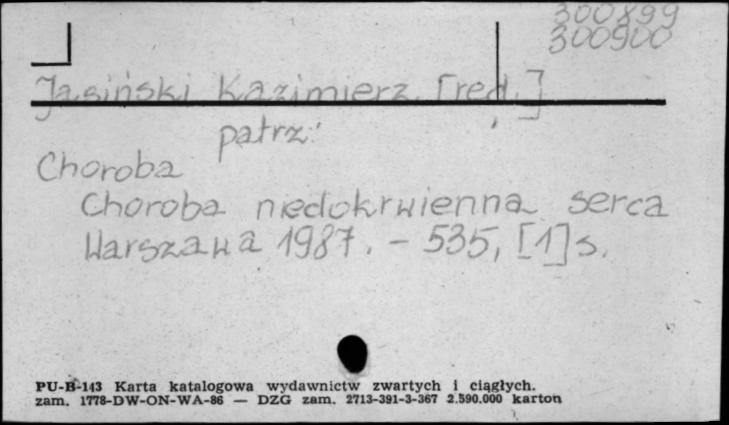 300899
300900
Jasiński Kazimierz [red.]
patrz:
Choroba
Choroba niedokrwienna serca
Warszawa 1987. - 535, [1] s.
PU-B-143 Karta katalogowa wydawnictw zwartych i ciągłych.
zam. 1778-DW-ON-WA-86 — DZG zam. 2713-391-3-367 2.590.000 karton